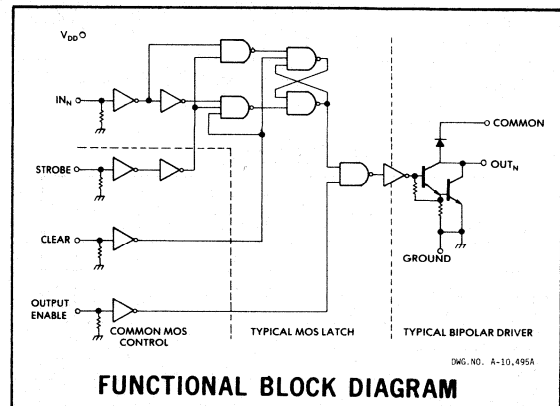 VDD
INN
COMMON
STROBE
OUTN
CLEAR
GROUND
OUTPUT
ENABLE
COMMON MOS
CONTROL
TYPICAL MOS LATCH
TYPICAL BIPOLAR DRIVER
DWG.NO. A-10,495A
FUNCTIONAL BLOCK DIAGRAM